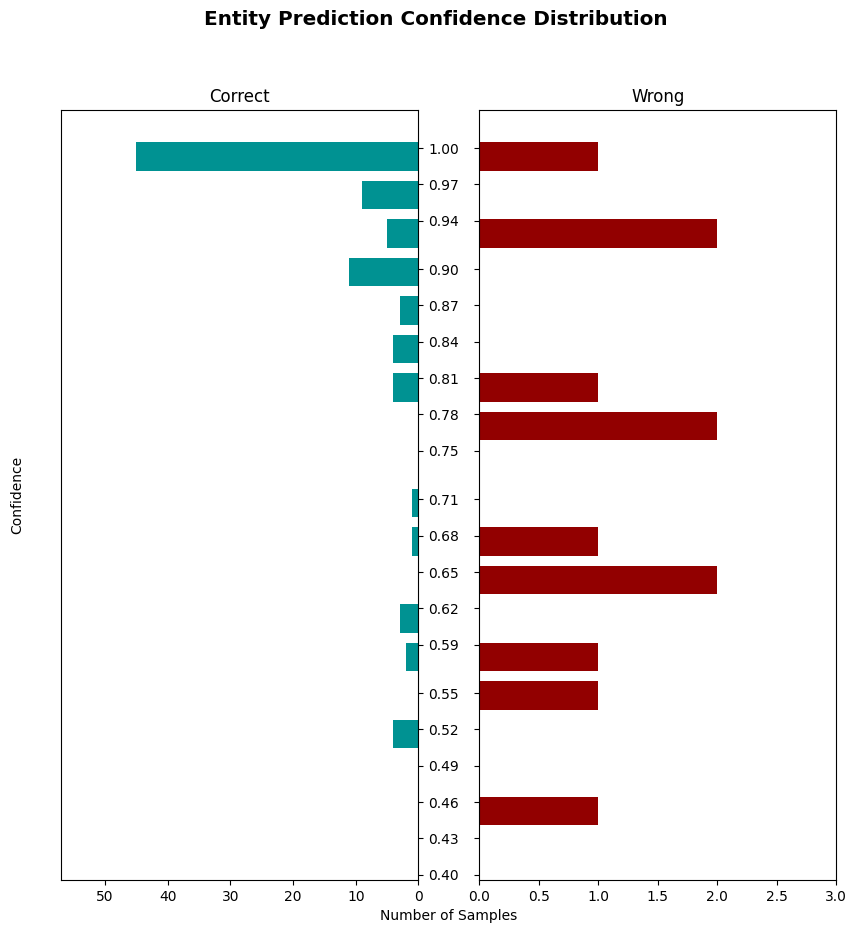 Entity Prediction Confidence Distribution
Correct
Wrong
Confidence
1.00
0.97
0.94
0.90
0.87
0.84
0.81
0.78
0.75
0.71
0.68
0.65
0.62
0.59
0.55
0.52
0.49
0.46
0.43
0.40
50 40 30 20 10 0
0.0 0.5 1.0 1.5 2.0 2.5 3.0
Number of Samples